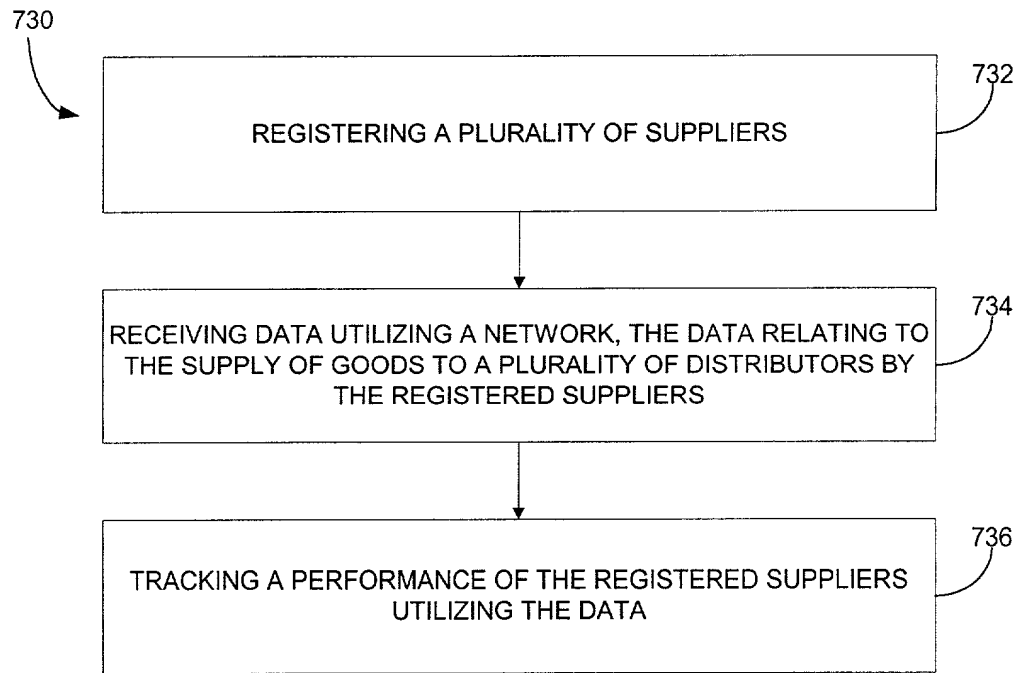 730
732
REGISTERING A PLURALITY OF SUPPLIERS
734
RECEIVING DATA UTILIZING A NETWORK, THE DATA RELATING TO
THE SUPPLY OF GOODS TO A PLURALITY OF DISTRIBUTORS BY
THE REGISTERED SUPPLIERS
736
TRACKING A PERFORMANCE OF THE REGISTERED SUPPLIERS
UTILIZING THE DATA